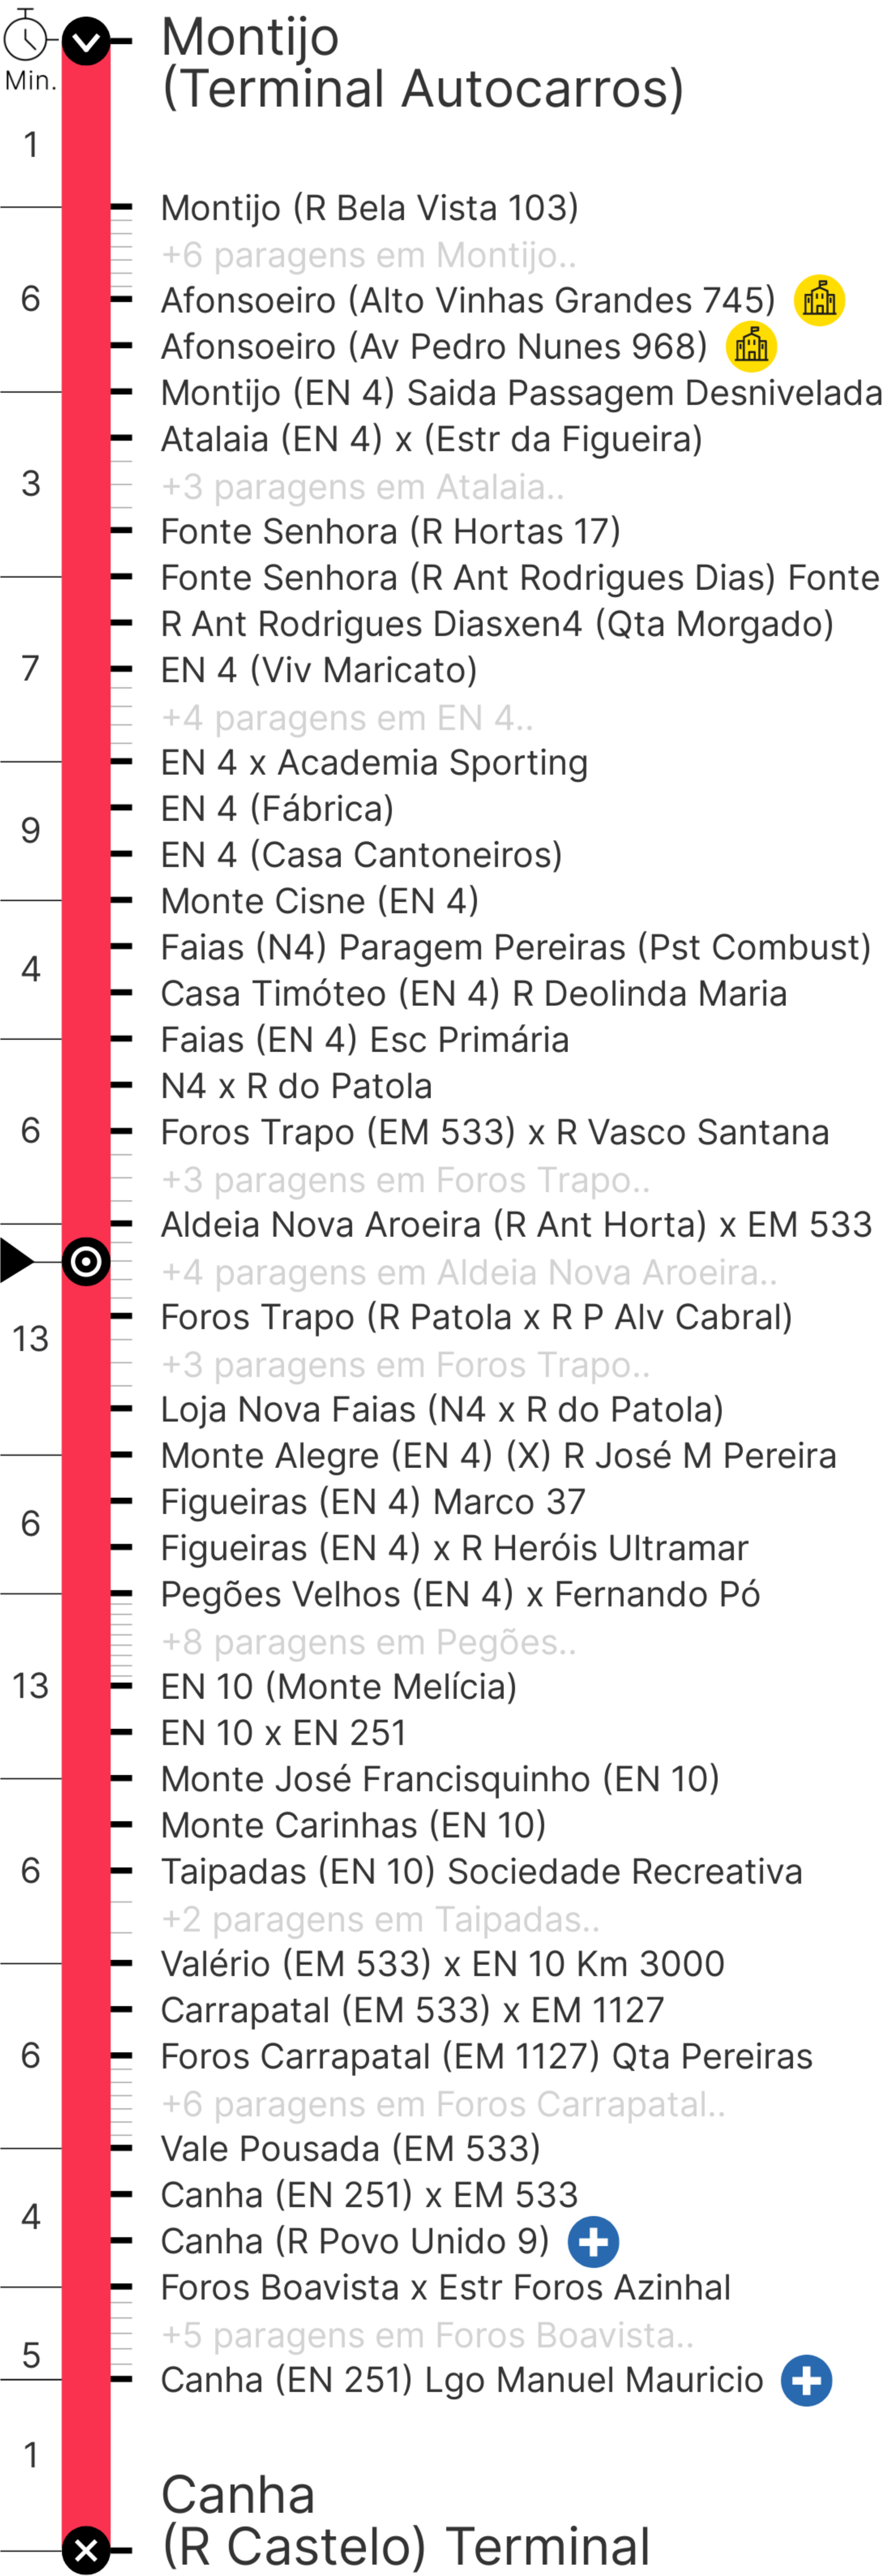 Montijo
(Terminal Autocarros)
Min.
1
Montijo (R Bela Vista 103)
+6 paragens em Montijo..
6
Afonsoeiro (Alto Vinhas Grandes 745)
Afonsoeiro (Av Pedro Nunes 968)
Montijo (EN 4) Saida Passagem Desnivelada
Atalaia (EN 4) x (Estr da Figueira)
3
+3 paragens em Atalaia..
Fonte Senhora (R Hortas 17)
Fonte Senhora (R Ant Rodrigues Dias) Fonte
R Ant Rodrigues Diasxen4 (Qta Morgado)
7
EN 4 (Viv Maricato)
+4 paragens em EN 4..
EN 4 x Academia Sporting
EN 4 (Fábrica)
9
EN 4 (Casa Cantoneiros)
Monte Cisne (EN 4)
Faias (N4) Paragem Pereiras (Pst Combust)
4
Casa Timóteo (EN 4) R Deolinda Maria
Faias (EN 4) Esc Primária
N4 x R do Patola
6
Foros Trapo (EM 533) x R Vasco Santana
+3 paragens em Foros Trapo..
Aldeia Nova Aroeira (R Ant Horta) x EM 533
+4 paragens em Aldeia Nova Aroeira..
Foros Trapo (R Patola x R P Alv Cabral)
13
+3 paragens em Foros Trapo..
Loja Nova Faias (N4 x R do Patola)
Monte Alegre (EN 4) (X) R José M Pereira
Figueiras (EN 4) Marco 37
6
Figueiras (EN 4) x R Heróis Ultramar
Pegões Velhos (EN 4) x Fernando Pó
+8 paragens em Pegões..
13
EN 10 (Monte Melícia)
EN 10 x EN 251
Monte José Francisquinho (EN 10)
Monte Carinhas (EN 10)
6
Taipadas (EN 10) Sociedade Recreativa
+2 paragens em Taipadas..
Valério (EM 533) x EN 10 Km 3000
Carrapatal (EM 533) x EM 1127
6
Foros Carrapatal (EM 1127) Qta Pereiras
+6 paragens em Foros Carrapatal..
Vale Pousada (EM 533)
Canha (EN 251) x EM 533
4
Canha (R Povo Unido 9)
Foros Boavista x Estr Foros Azinhal
+5 paragens em Foros Boavista..
5
Canha (EN 251) Lgo Manuel Mauricio
1
Canha
(R Castelo) Terminal